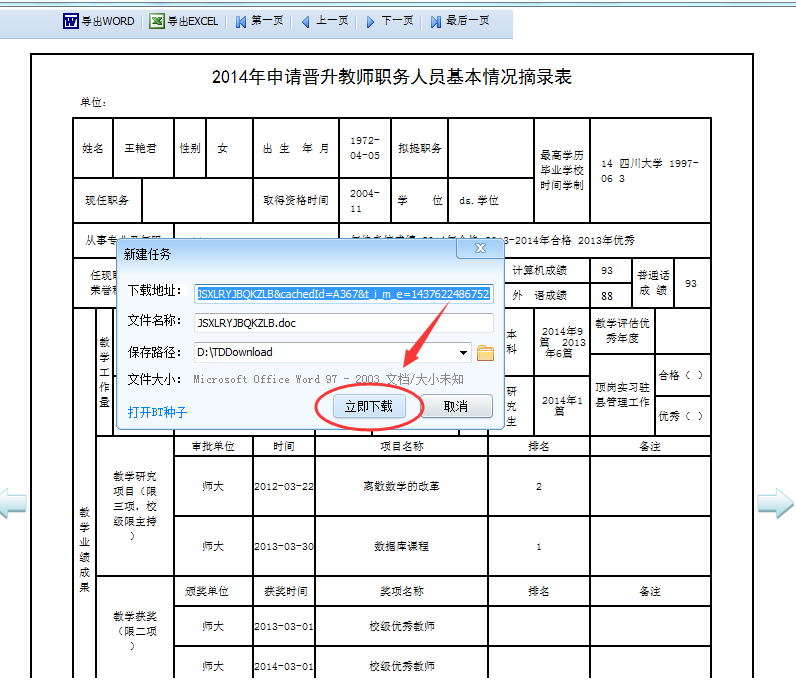 导出WORD 导出EXCEL 第一页 上一页 下一页 最后一页
2014年申请晋升教师职务人员基本情况摘录表
单位:
姓名 王艳君 性别 女 出 生 年 月 1972-04-05 拟提职务 最高学历毕业学校时间学制 14 四川大学 1997-06 3
现任职务 取得资格时间 2004-11 学 位 ds.学位
3-2014年合格 2013年优秀
计算机成绩 93 普通话成 绩 93
外 语成绩 88
新建任务
下载地址: JSXLRYJBQKZLB&cachedId=A367&t_i_m_e=1437622486752
文件名称: JSXLRYJBQKZLB.doc
保存路径: D:\TDDownload
文件大小: Microsoft Office Word 97 - 2003 文档/大小未知
打开BT种子 立即下载 取消
教学工作量
本科 2014年9篇 2013年6篇 教学评估优秀年度
研究生 2014年1篇 顶岗实习驻县管理工作 合格( )
优秀( )
教学业绩成果
教学研究项目(限三项，校级限主持)
审批单位 时间 项目名称 排名 备注
师大 2012-03-22 离散数学的改革 2
师大 2013-03-30 数据库课程 1
教学获奖(限二项)
颁奖单位 获奖时间 奖项名称 排名 备注
师大 2013-03-01 校级优秀教师
师大 2014-03-01 校级优秀教师